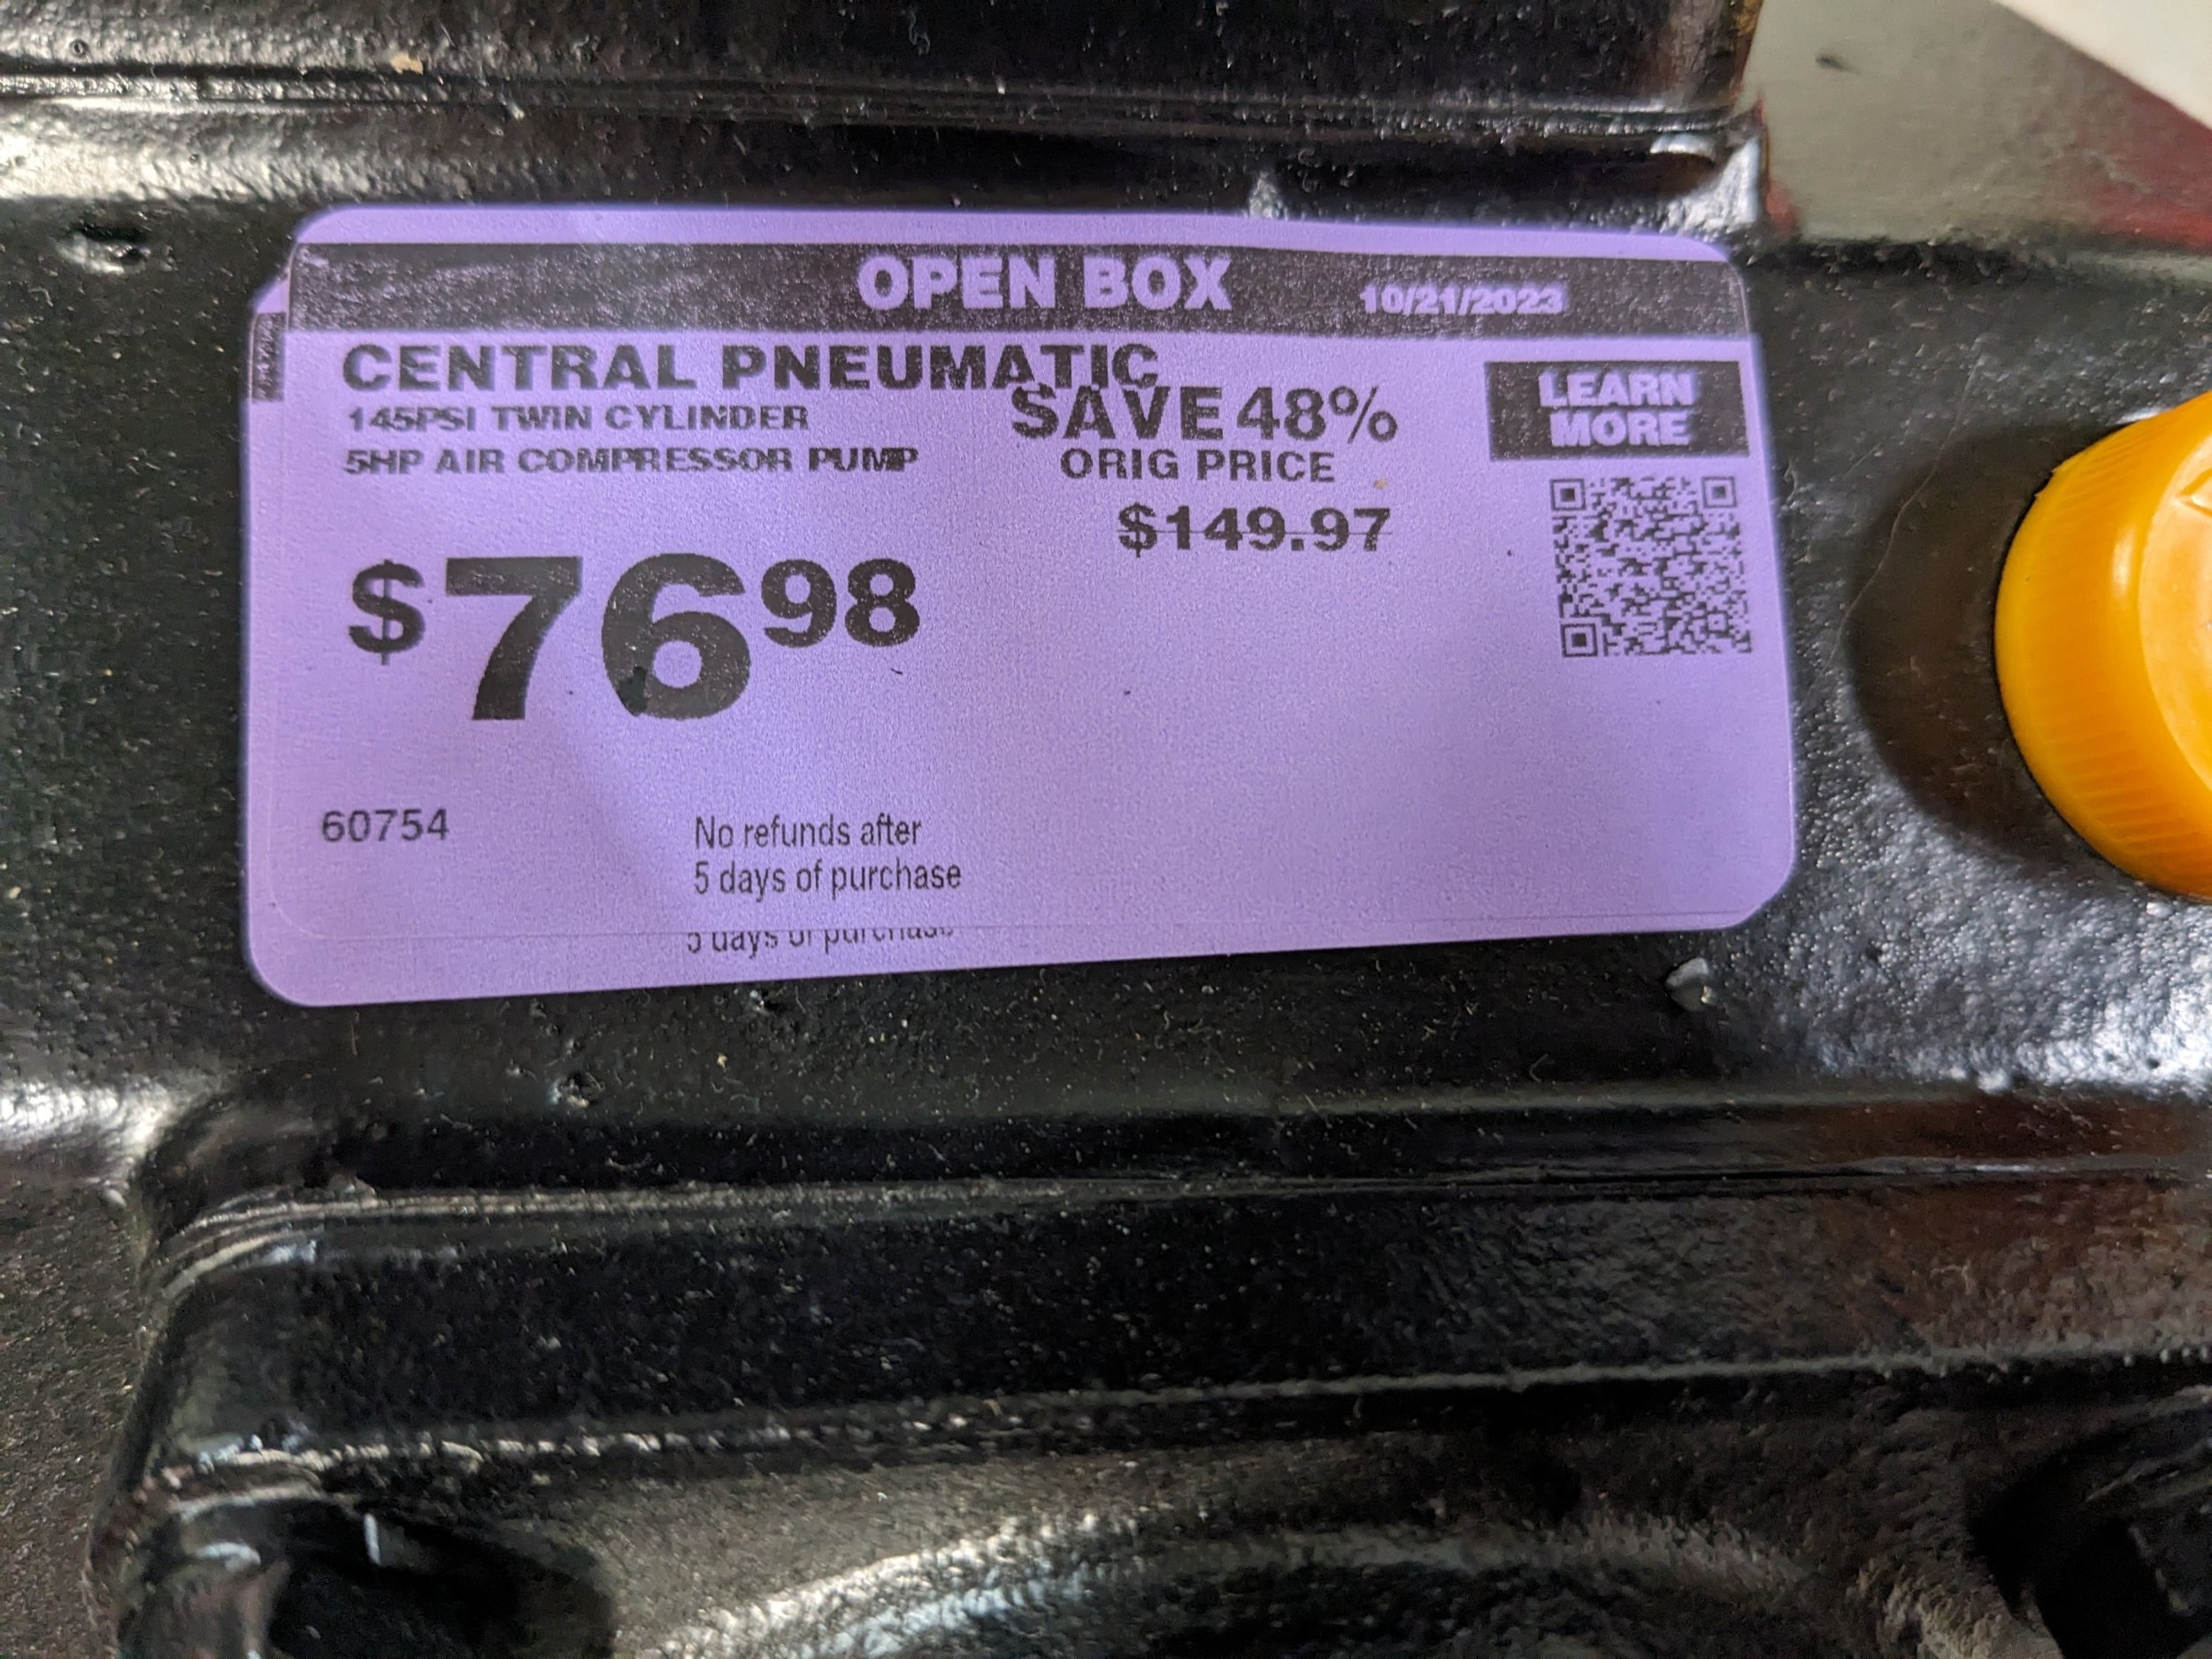 OPEN BOX 10/21/2023
CENTRAL PNEUMATIC
145PSI TWIN CYLINDER
5HP AIR COMPRESSOR PUMP
SAVE 48%
ORIG PRICE
$149.97
LEARN
MORE
$76 98
60754
No refunds after
5 days of purchase
5 days of purchase